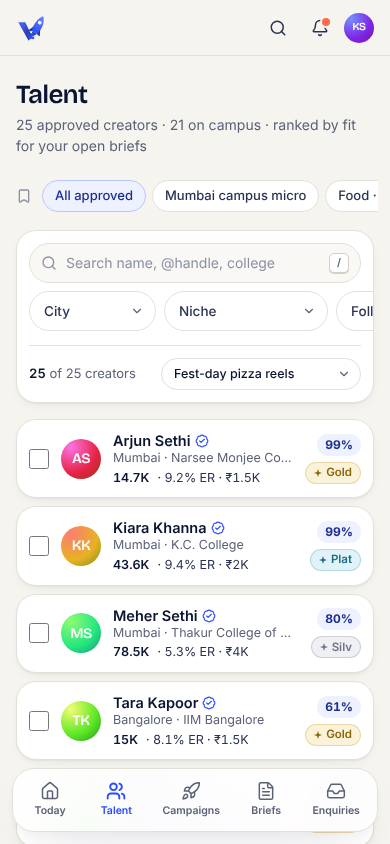 KS
Talent
25 approved creators · 21 on campus · ranked by fit
for your open briefs
All approved
Mumbai campus micro
Food ·
Search name, @handle, college
/
City
Niche
Foll
25 of 25 creators
Fest-day pizza reels
AS
Arjun Sethi
99%
Mumbai · Narsee Monjee Co...
14.7K · 9.2% ER · ₹1.5K
+ Gold
KK
Kiara Khanna
99%
Mumbai · K.C. College
43.6K · 9.4% ER · ₹2K
+ Plat
MS
Meher Sethi
80%
Mumbai · Thakur College of ...
78.5K · 5.3% ER · ₹4K
+ Silv
TK
Tara Kapoor
61%
Bangalore · IIM Bangalore
15K · 8.1% ER · ₹1.5K
+ Gold
Today
Talent
Campaigns
Briefs
Enquiries